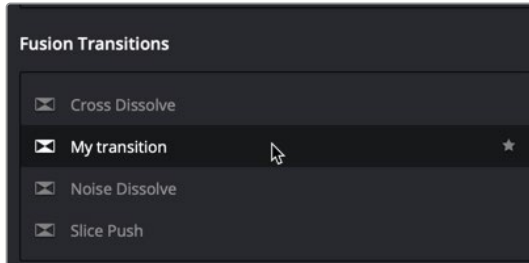 Fusion Transitions
Cross Dissolve
My transition
Noise Dissolve
Slice Push